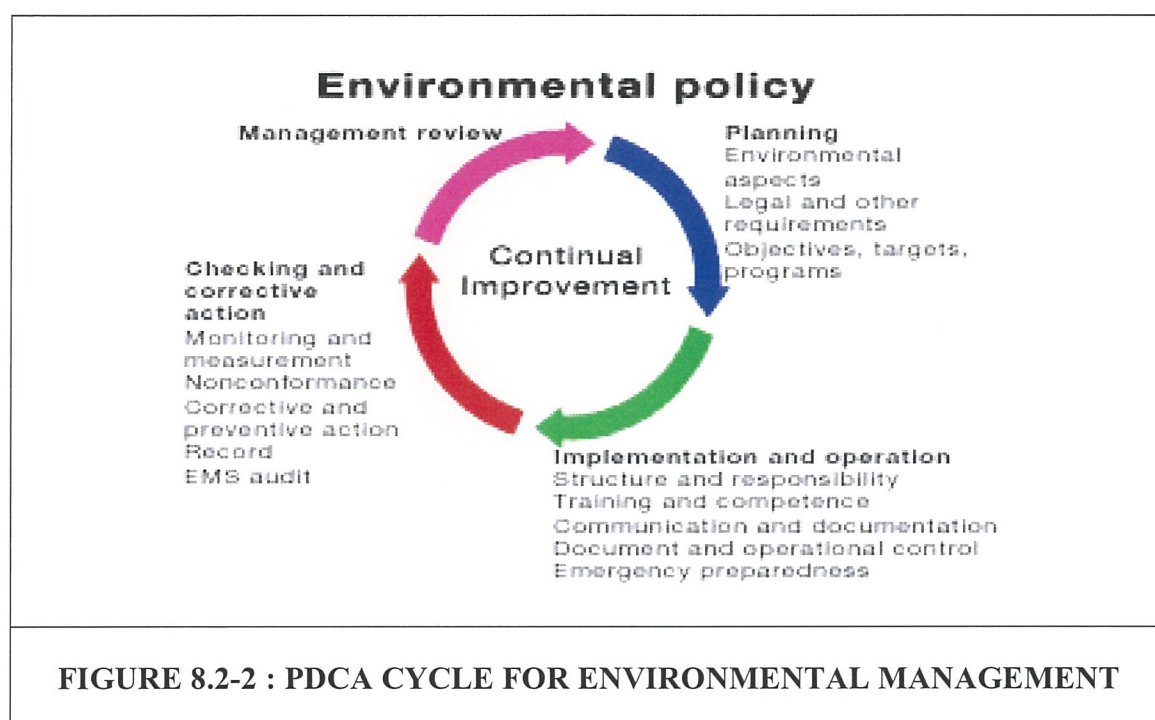 Environmental policy
Management review
Planning
Environmental
aspects
Legal and other
requirements
Objectives, targets,
programs
Continual
Improvement
Implementation and operation
Structure and responsibility
Training and competence
Communication and documentation
Document and operational control
Emergency preparedness
Checking and
corrective
action
Monitoring and
measurement
Nonconformance
Corrective and
preventive action
Record
EMS audit
FIGURE 8.2-2 : PDCA CYCLE FOR ENVIRONMENTAL MANAGEMENT